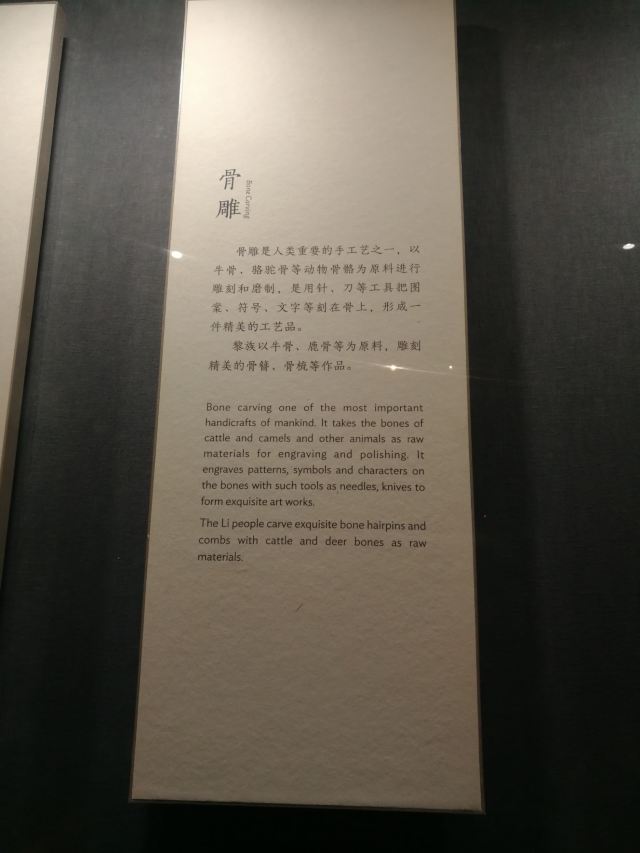 骨雕
Bone Carving
骨雕是人类重要的手工艺之一，以
牛骨、骆驼骨等动物骨骼为原料进行
雕刻和磨制，是用针、刀等工具把图
案、符号、文字等刻在骨上，形成一
件精美的工艺品。
黎族以牛骨、鹿骨等为原料，雕刻
精美的骨簪、骨梳等作品。
Bone carving one of the most important
handicrafts of mankind. It takes the bones of
cattle and camels and other animals as raw
materials for engraving and polishing. It
engraves patterns, symbols and characters on
the bones with such tools as needles, knives to
form exquisite art works.
The Li people carve exquisite bone hairpins and
combs with cattle and deer bones as raw
materials.